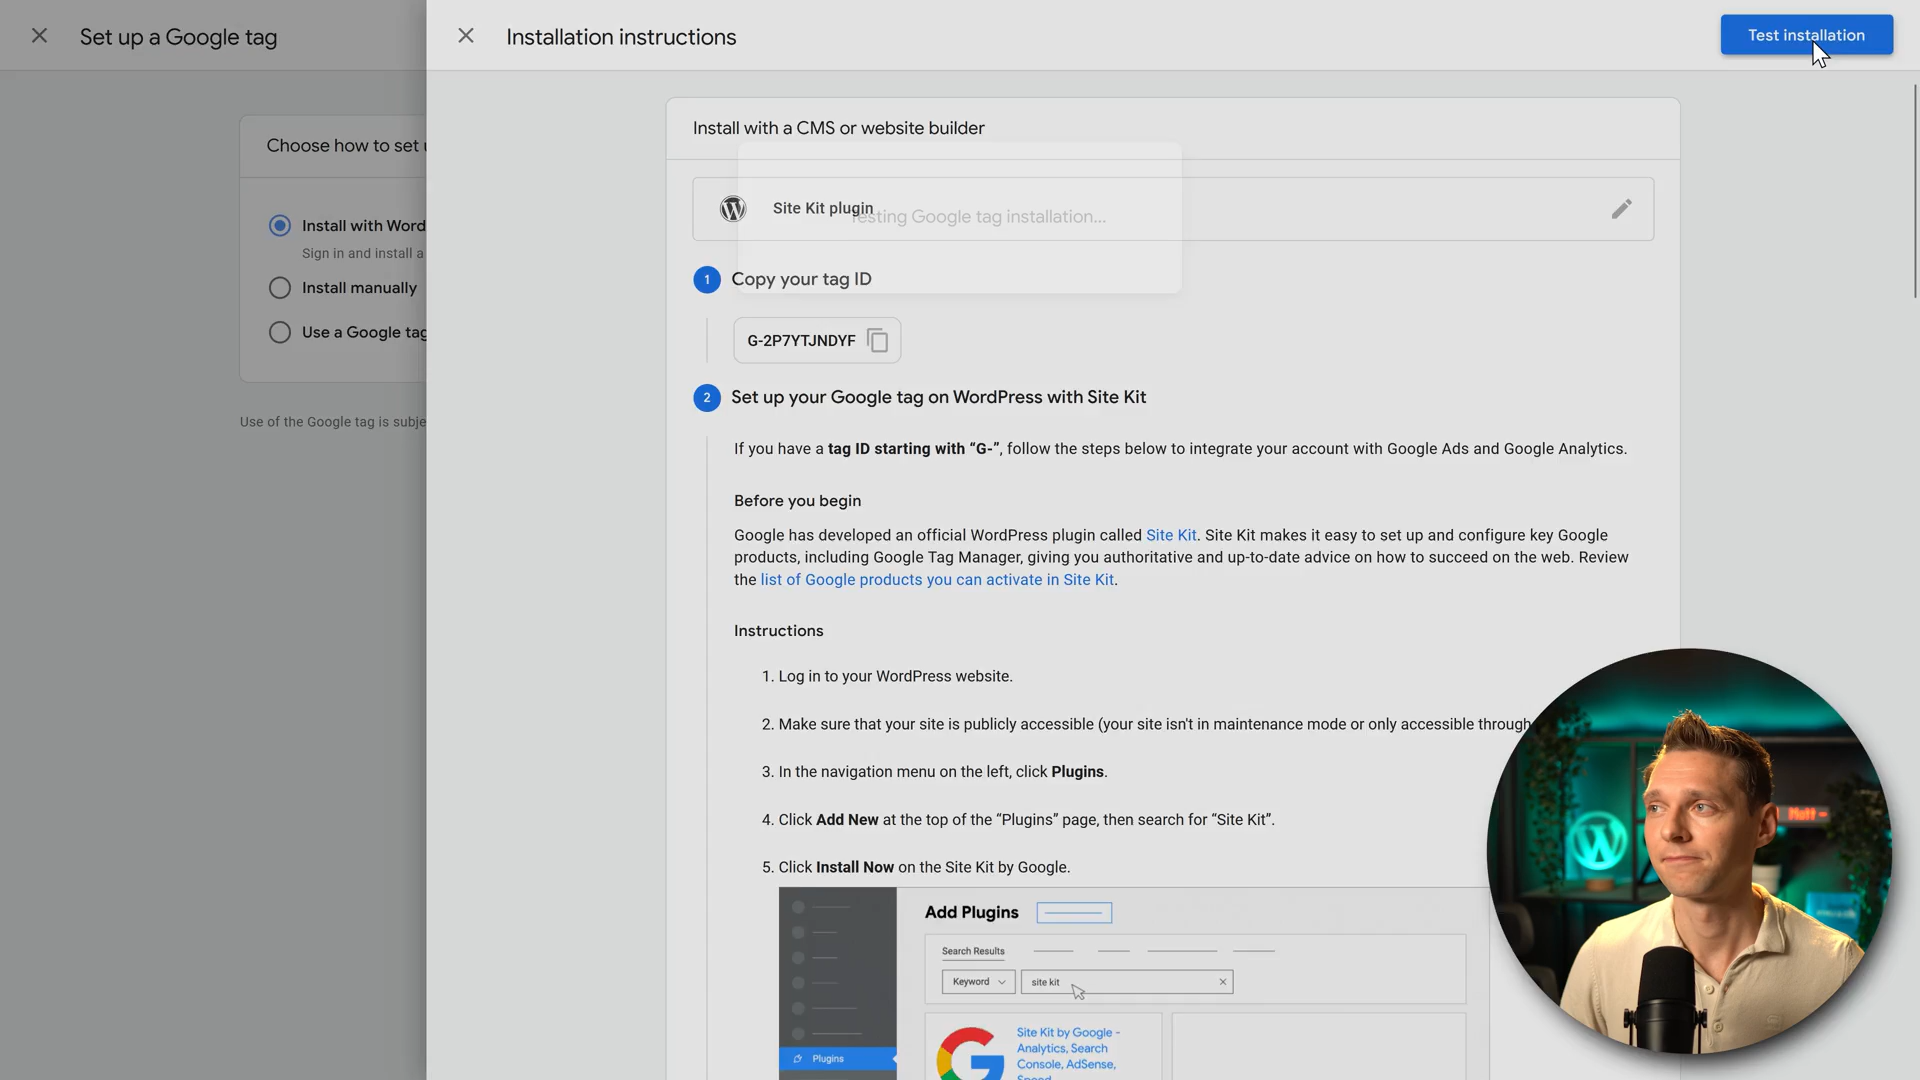 Set up a Google tag
Installation instructions
Test installation
Choose how to set
Install with Word
Sign in and install a
Install manually
Use a Google tag
Use of the Google tag is subje
Install with a CMS or website builder
Site Kit plugin
Testing Google tag installation...
1
Copy your tag ID
G-2P7YTJNDYF
2
Set up your Google tag on WordPress with Site Kit
If you have a tag ID starting with “G-”, follow the steps below to integrate your account with Google Ads and Google Analytics.
Before you begin
Google has developed an official WordPress plugin called Site Kit. Site Kit makes it easy to set up and configure key Google
products, including Google Tag Manager, giving you authoritative and up-to-date advice on how to succeed on the web. Review
the list of Google products you can activate in Site Kit.
Instructions
1. Log in to your WordPress website.
2. Make sure that your site is publicly accessible (your site isn't in maintenance mode or only accessible through
3. In the navigation menu on the left, click Plugins.
4. Click Add New at the top of the “Plugins” page, then search for “Site Kit”.
5. Click Install Now on the Site Kit by Google.
Add Plugins
Search Results
Keyword
site kit
Site Kit by Google -
Analytics, Search
Console, AdSense,
Plugins